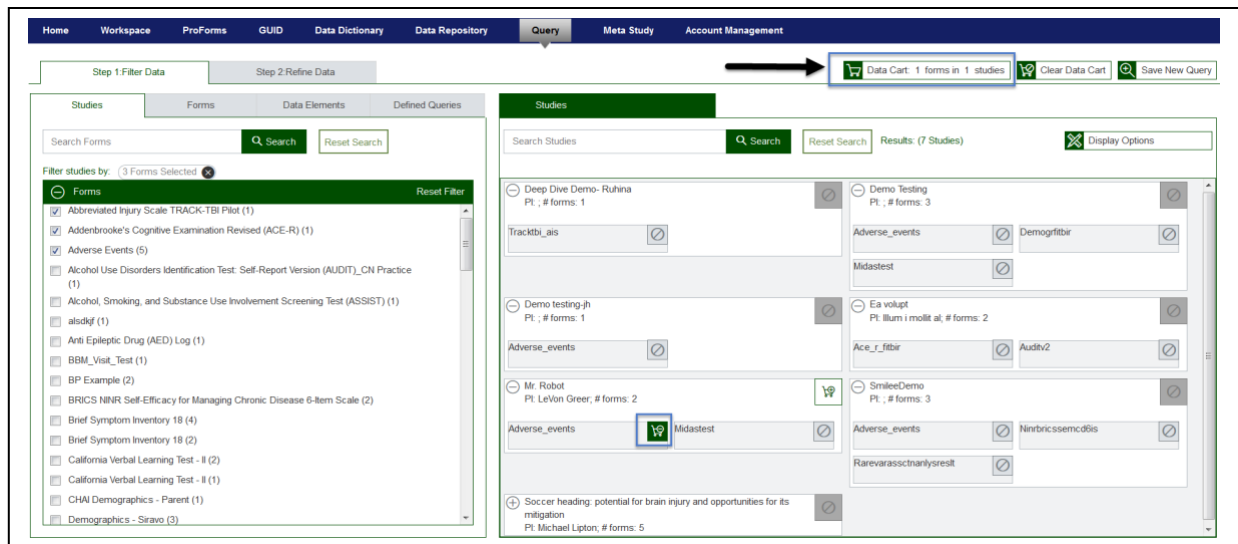 Home Workspace ProForms GUID Data Dictionary Data Repository Query Meta Study Account Management
Step 1:Filter Data Step 2:Refine Data
Data Cart: 1 forms in 1 studies Clear Data Cart Save New Query
Studies Forms Data Elements Defined Queries
Search Forms Search Reset Search
Filter studies by: 3 Forms Selected
Forms Reset Filter
Abbreviated Injury Scale TRACK-TBI Pilot (1)
Addenbrooke's Cognitive Examination Revised (ACE-R) (1)
Adverse Events (5)
Alcohol Use Disorders Identification Test: Self-Report Version (AUDIT)_CN Practice
(1)
Alcohol, Smoking, and Substance Use Involvement Screening Test (ASSIST) (1)
alsdkjf (1)
Anti Epileptic Drug (AED) Log (1)
BBM_Visit_Test (1)
BP Example (2)
BRICS NINR Self-Efficacy for Managing Chronic Disease 6-Item Scale (2)
Brief Symptom Inventory 18 (4)
Brief Symptom Inventory 18 (2)
California Verbal Learning Test - II (2)
California Verbal Learning Test - II (1)
CHAI Demographics - Parent (1)
Demographics - Siravo (3)
Studies
Search Studies Search Reset Search Results: (7 Studies) Display Options
Deep Dive Demo- Ruhina
PI: ; # forms: 1
Tracktbi_ais
Demo Testing
PI: ; # forms: 3
Adverse_events Demogrfitbir
Midastest
Demo testing-jh
PI: ; # forms: 1
Adverse_events
Ea volupt
PI: Illum i mollit al; # forms: 2
Ace_r_fitbir Auditv2
Mr. Robot
PI: LeVon Greer; # forms: 2
Adverse_events Midastest
SmileeDemo
PI: ; # forms: 3
Adverse_events Ninrbricssemcd6is
Rarevarassctnanlysreslt
Soccer heading: potential for brain injury and opportunities for its
mitigation
PI: Michael Lipton; # forms: 5